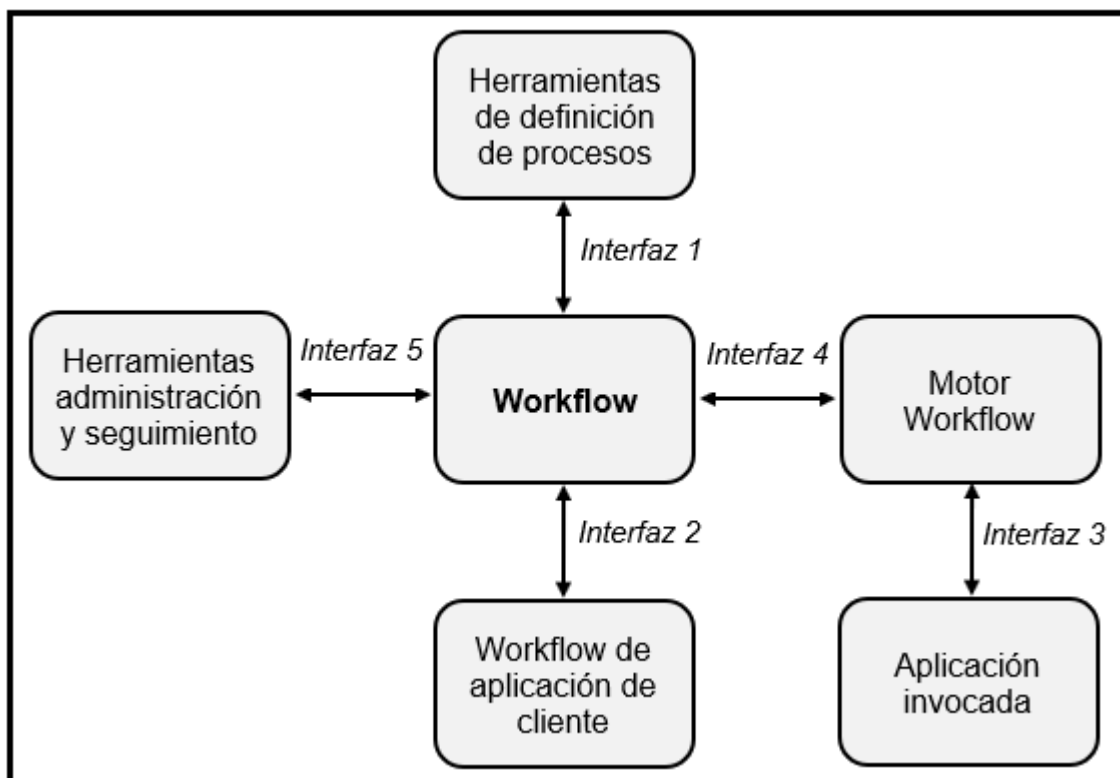 Herramientas
de definición
de procesos
Interfaz 1
Herramientas
administración
y seguimiento
Interfaz 5
Workflow
Interfaz 4
Motor
Workflow
Interfaz 2
Interfaz 3
Workflow de
aplicación de
cliente
Aplicación
invocada